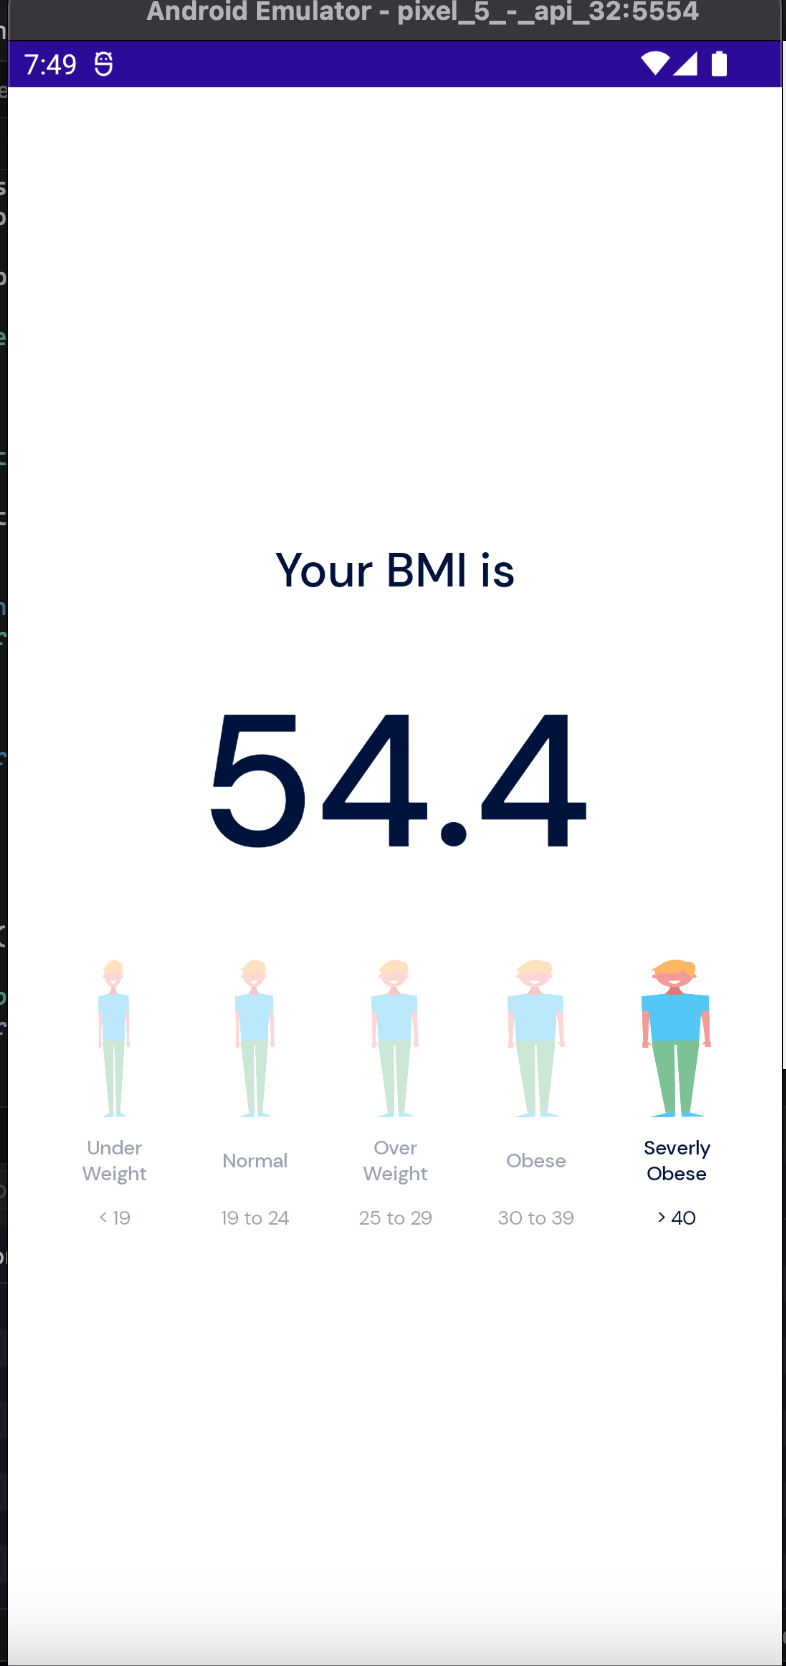 Android Emulator - pixel_5_-_api_32:5554
7:49
Your BMI is
54.4
Under Weight
< 19
Normal
19 to 24
Over Weight
25 to 29
Obese
30 to 39
Severly Obese
> 40